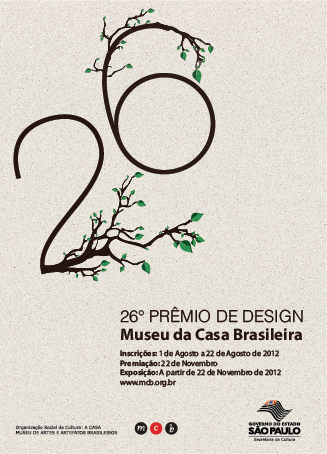 26
26º PRÊMIO DE DESIGN
Museu da Casa Brasileira
Inscrições: 1 de Agosto a 22 de Agosto de 2012
Premiação: 22 de Novembro
Exposição: A partir de 22 de Novembro de 2012
www.mcb.org.br
Organização Social de Cultura: A CASA
MUSEU DE ARTES E ARTEFATOS BRASILEIROS
m c b
GOVERNO DO ESTADO
SÃO PAULO
Secretaria da Cultura